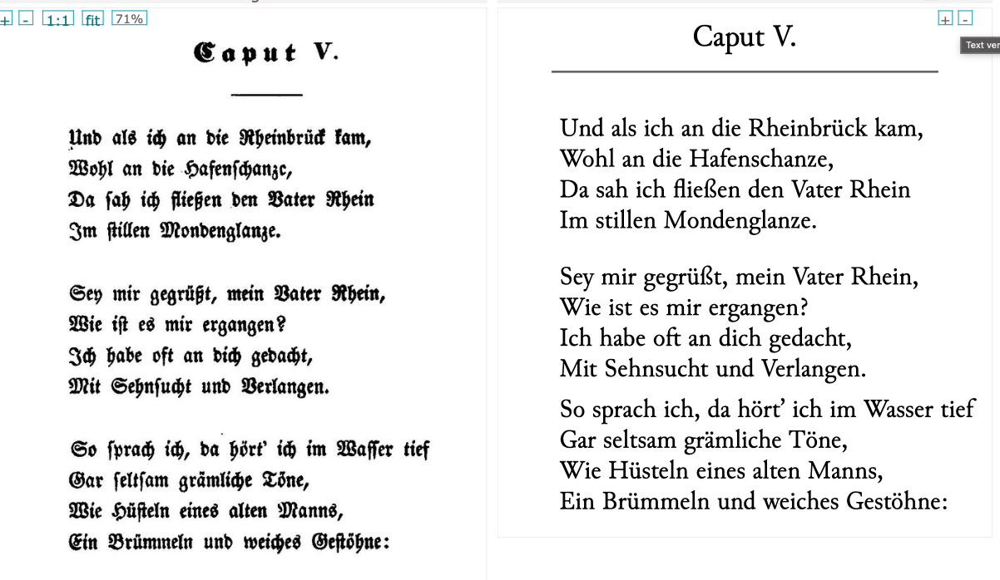 + - 1:1 fit 71%
Caput V.
Und als ich an die Rheinbrück kam,
Wohl an die Hafenſchanze,
Da ſah ich fließen den Vater Rhein
Im ſtillen Mondenglanze.
Sey mir gegrüßt, mein Vater Rhein,
Wie iſt es mir ergangen?
Ich habe oft an dich gedacht,
Mit Sehnſucht und Verlangen.
So ſprach ich, da hört’ ich im Waſſer tief
Gar ſeltſam grämliche Töne,
Wie Hüſteln eines alten Manns,
Ein Brümmeln und weiches Geſtöhne:
+ -
Text ver
Caput V.
Und als ich an die Rheinbrück kam,
Wohl an die Hafenschanze,
Da sah ich fließen den Vater Rhein
Im stillen Mondenglanze.
Sey mir gegrüßt, mein Vater Rhein,
Wie ist es mir ergangen?
Ich habe oft an dich gedacht,
Mit Sehnsucht und Verlangen.
So sprach ich, da hört’ ich im Wasser tief
Gar seltsam grämliche Töne,
Wie Hüsteln eines alten Manns,
Ein Brümmeln und weiches Gestöhne: